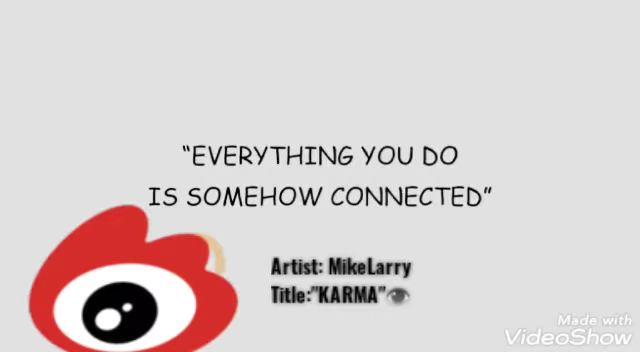 “EVERYTHING YOU DO
IS SOMEHOW CONNECTED”
Artist: MikeLarry
Title:"KARMA"👁
Made with
VideoShow